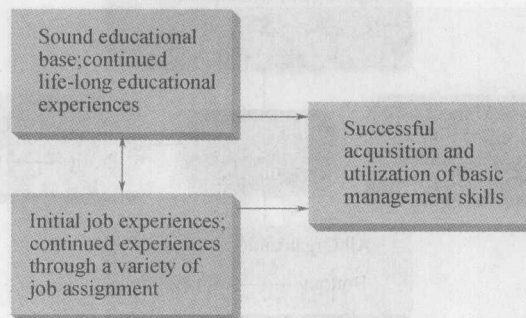 Sound educational
base;continued
life-long educational
experiences
Successful
acquisition and
utilization of basic
management skills
Initial job experiences;
continued experiences
through a variety of
job assignment